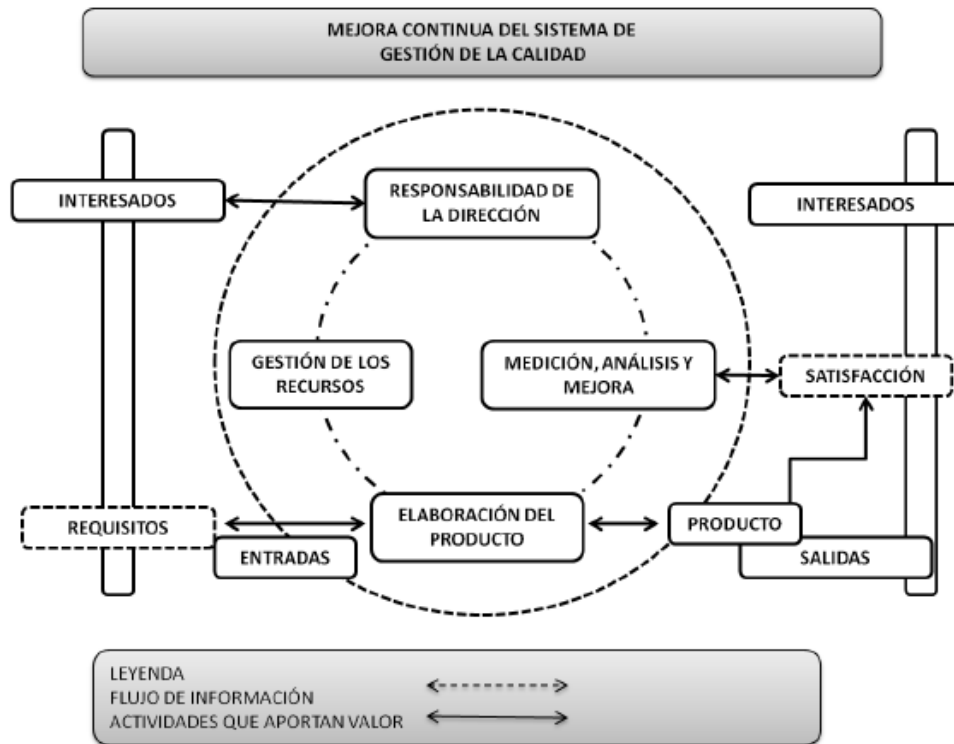 MEJORA CONTINUA DEL SISTEMA DE
GESTIÓN DE LA CALIDAD
INTERESADOS
RESPONSABILIDAD DE
LA DIRECCIÓN
INTERESADOS
GESTIÓN DE LOS
RECURSOS
MEDICIÓN, ANÁLISIS Y
MEJORA
SATISFACCIÓN
REQUISITOS
ELABORACIÓN DEL
PRODUCTO
PRODUCTO
ENTRADAS
SALIDAS
LEYENDA
FLUJO DE INFORMACIÓN
ACTIVIDADES QUE APORTAN VALOR